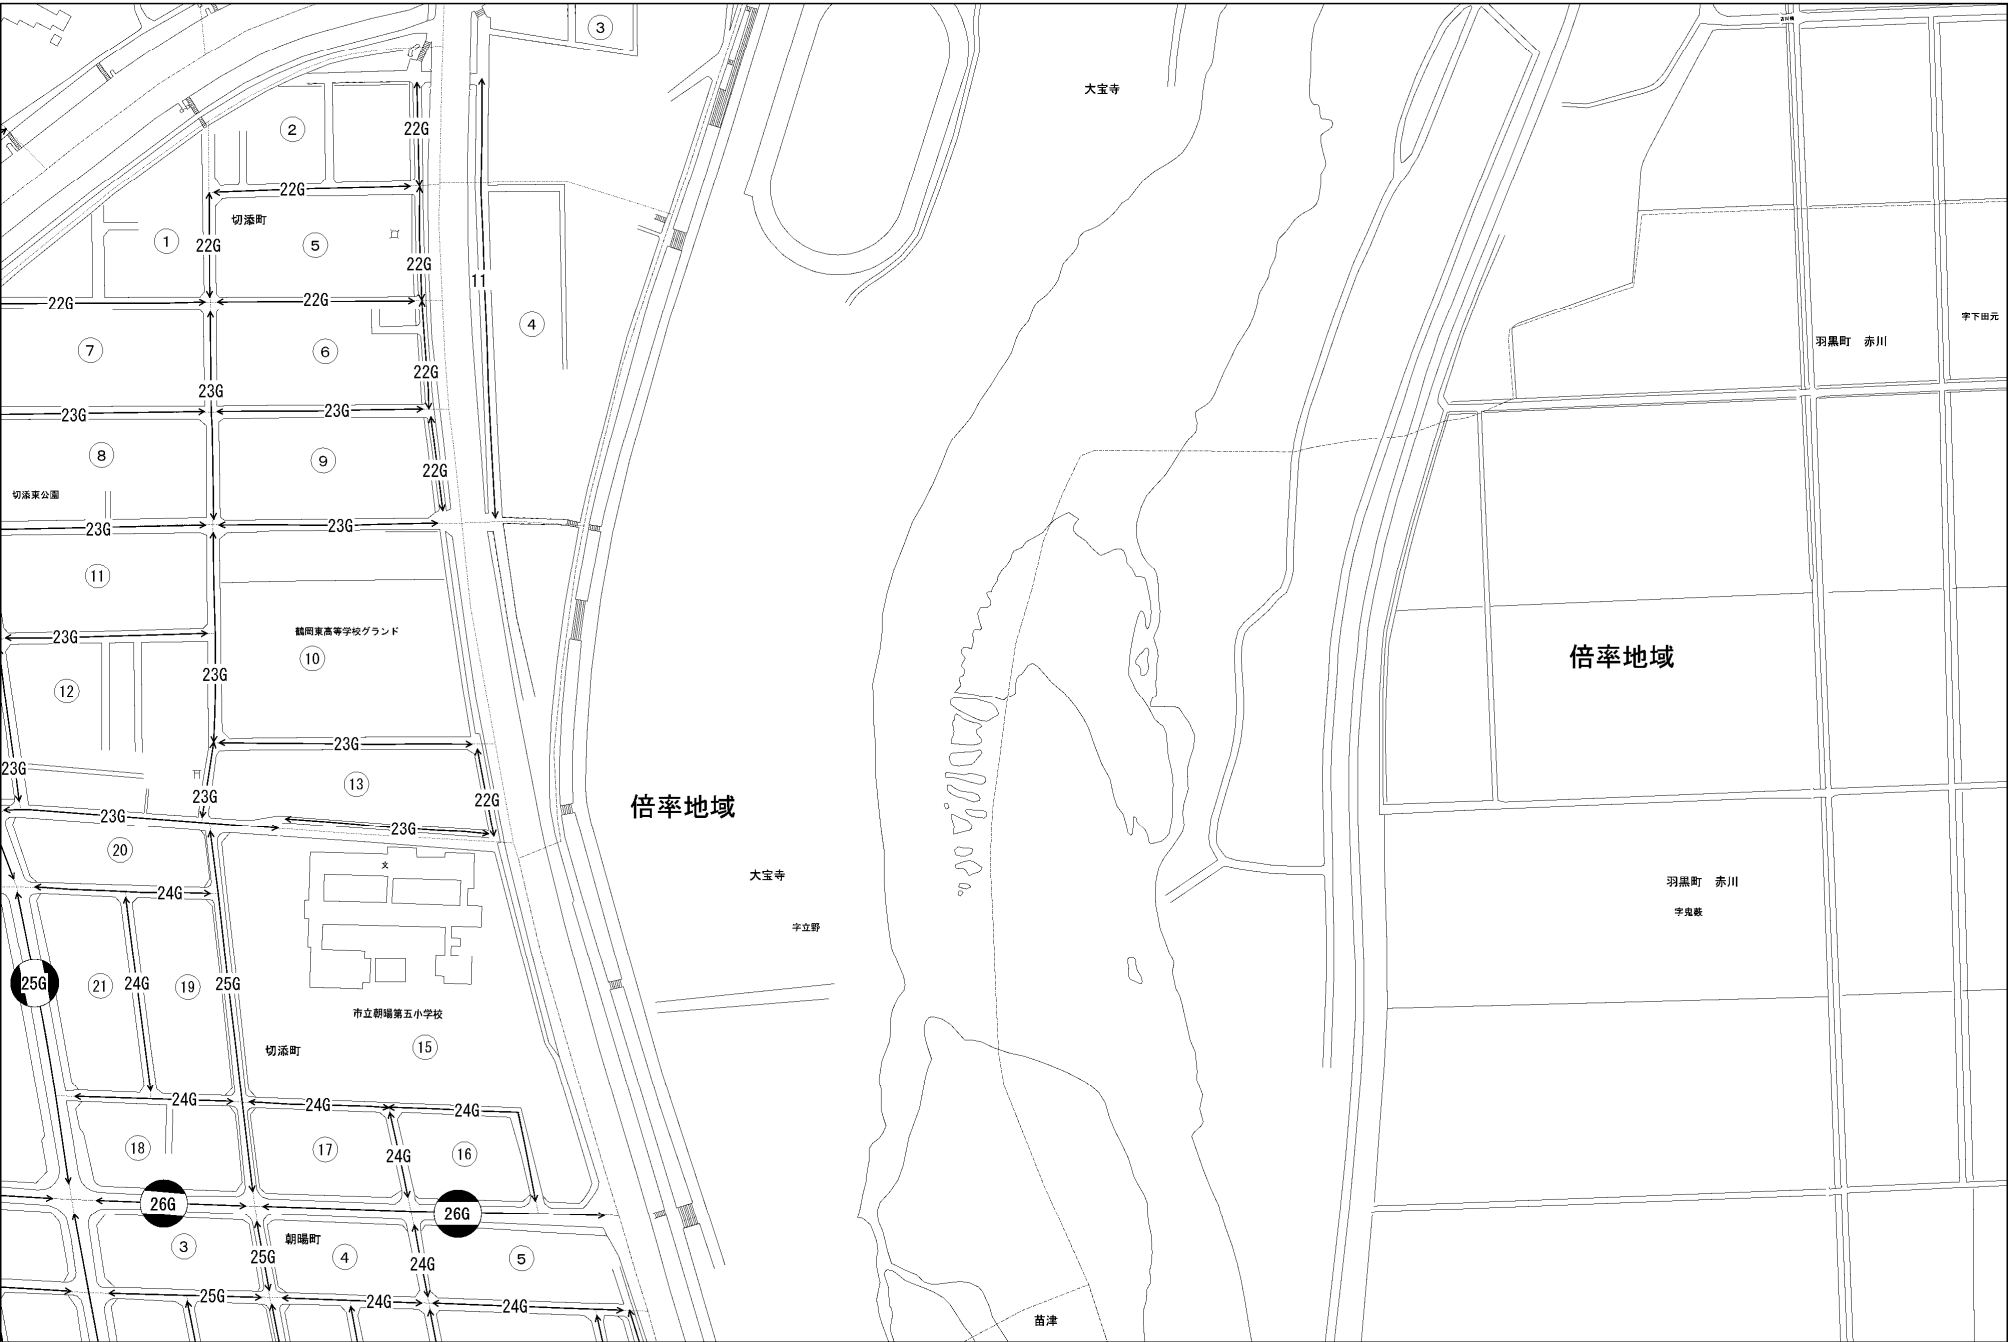 ③
大宝寺
②
22G
22G
切添町
①
22G
⑤
22G
11
22G
22G
④
字下田元
羽黒町 赤川
⑦
⑥
22G
23G
23G
23G
⑧
⑨
22G
切添東公園
23G
23G
⑪
鶴岡東高等学校グランド
23G
⑩
倍率地域
23G
⑫
23G
23G
⑬
23G
22G
倍率地域
23G
23G
⑳
文
大宝寺
羽黒町 赤川
24G
字鬼薮
字立野
25G
㉑
24G
⑲
25G
市立朝暘第五小学校
切添町
⑮
24G
24G
24G
⑱
⑰
24G
⑯
26G
26G
朝暘町
③
25G
④
24G
⑤
25G
24G
24G
苗津